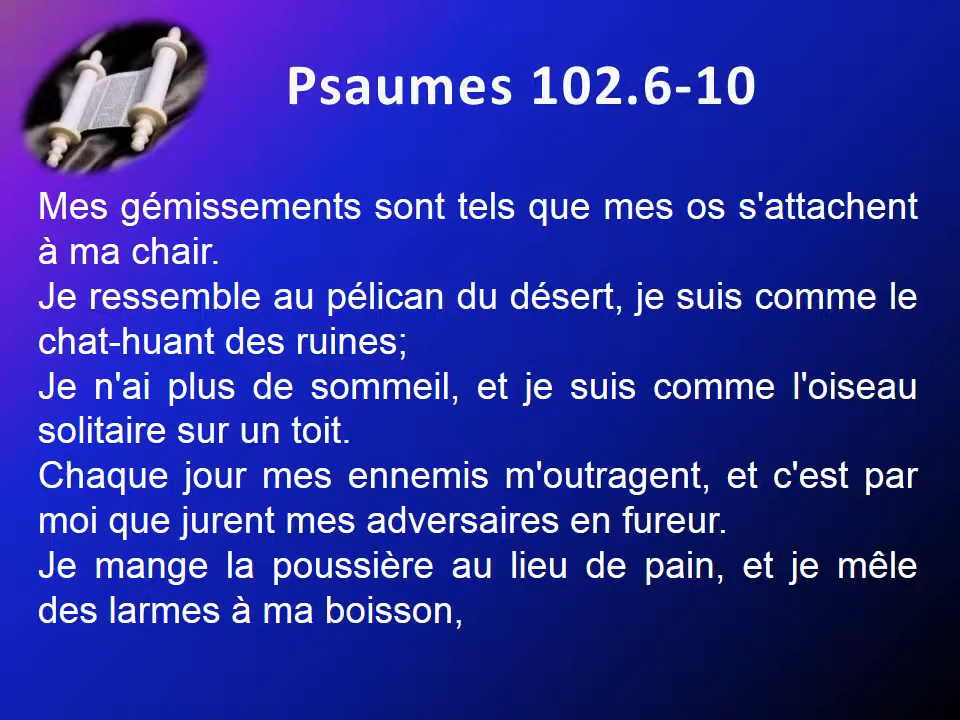 Psaumes 102.6-10
Mes gémissements sont tels que mes os s'attachent
à ma chair.
Je ressemble au pélican du désert, je suis comme le
chat-huant des ruines;
Je n'ai plus de sommeil, et je suis comme l'oiseau
solitaire sur un toit.
Chaque jour mes ennemis m'outragent, et c'est par
moi que jurent mes adversaires en fureur.
Je mange la poussière au lieu de pain, et je mêle
des larmes à ma boisson,